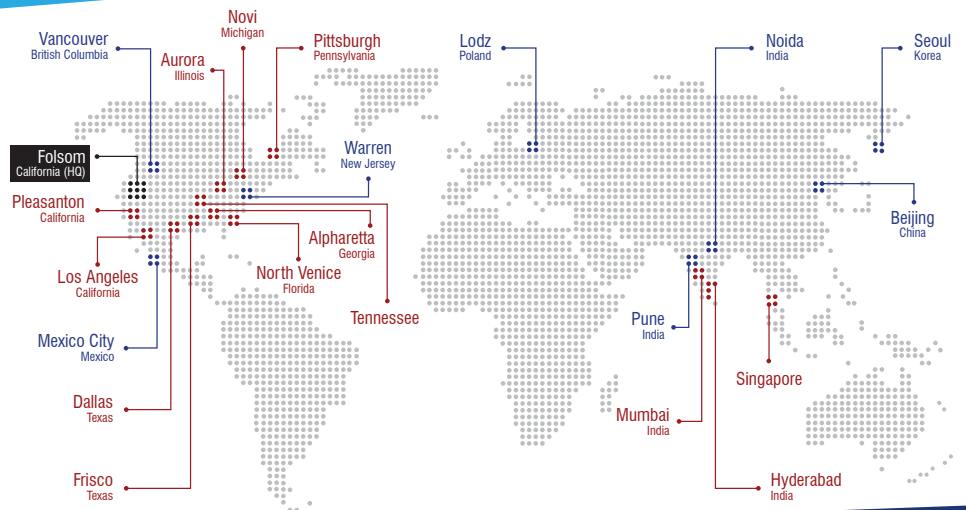 Novi
Michigan
Vancouver
British Columbia
Pittsburgh
Pennsylvania
Lodz
Poland
Noida
India
Seoul
Korea
Aurora
Illinois
Warren
New Jersey
Folsom
California (HQ)
Pleasanton
California
Beijing
China
Alpharetta
Georgia
Los Angeles
California
North Venice
Florida
Tennessee
Pune
India
Mexico City
Mexico
Singapore
Dallas
Texas
Mumbai
India
Frisco
Texas
Hyderabad
India